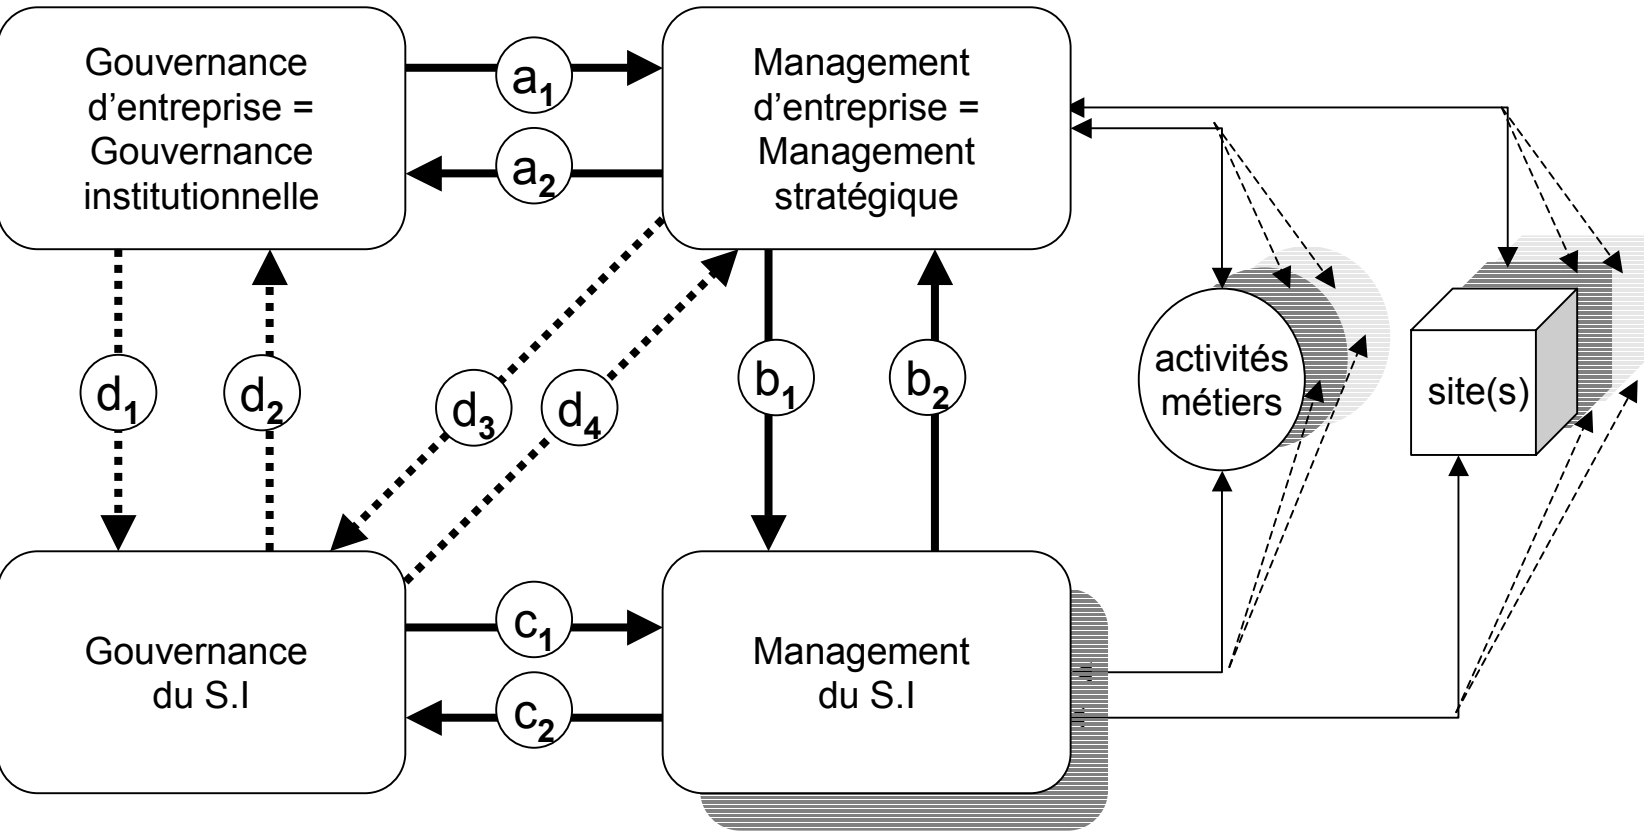 Gouvernance
d’entreprise =
Gouvernance
institutionnelle
a1
a2
Management
d’entreprise =
Management
stratégique
d1
d2
d3
d4
b1
b2
activités
métiers
site(s)
Gouvernance
du S.I
c1
c2
Management
du S.I